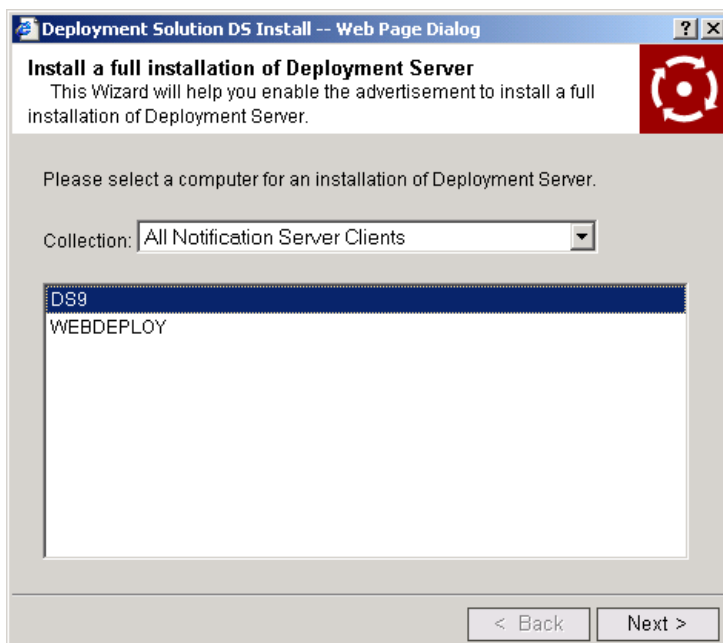 Deployment Solution DS Install -- Web Page Dialog
Install a full installation of Deployment Server
This Wizard will help you enable the advertisement to install a full
installation of Deployment Server.
Please select a computer for an installation of Deployment Server.
Collection: All Notification Server Clients
DS9
WEBDEPLOY
< Back Next >